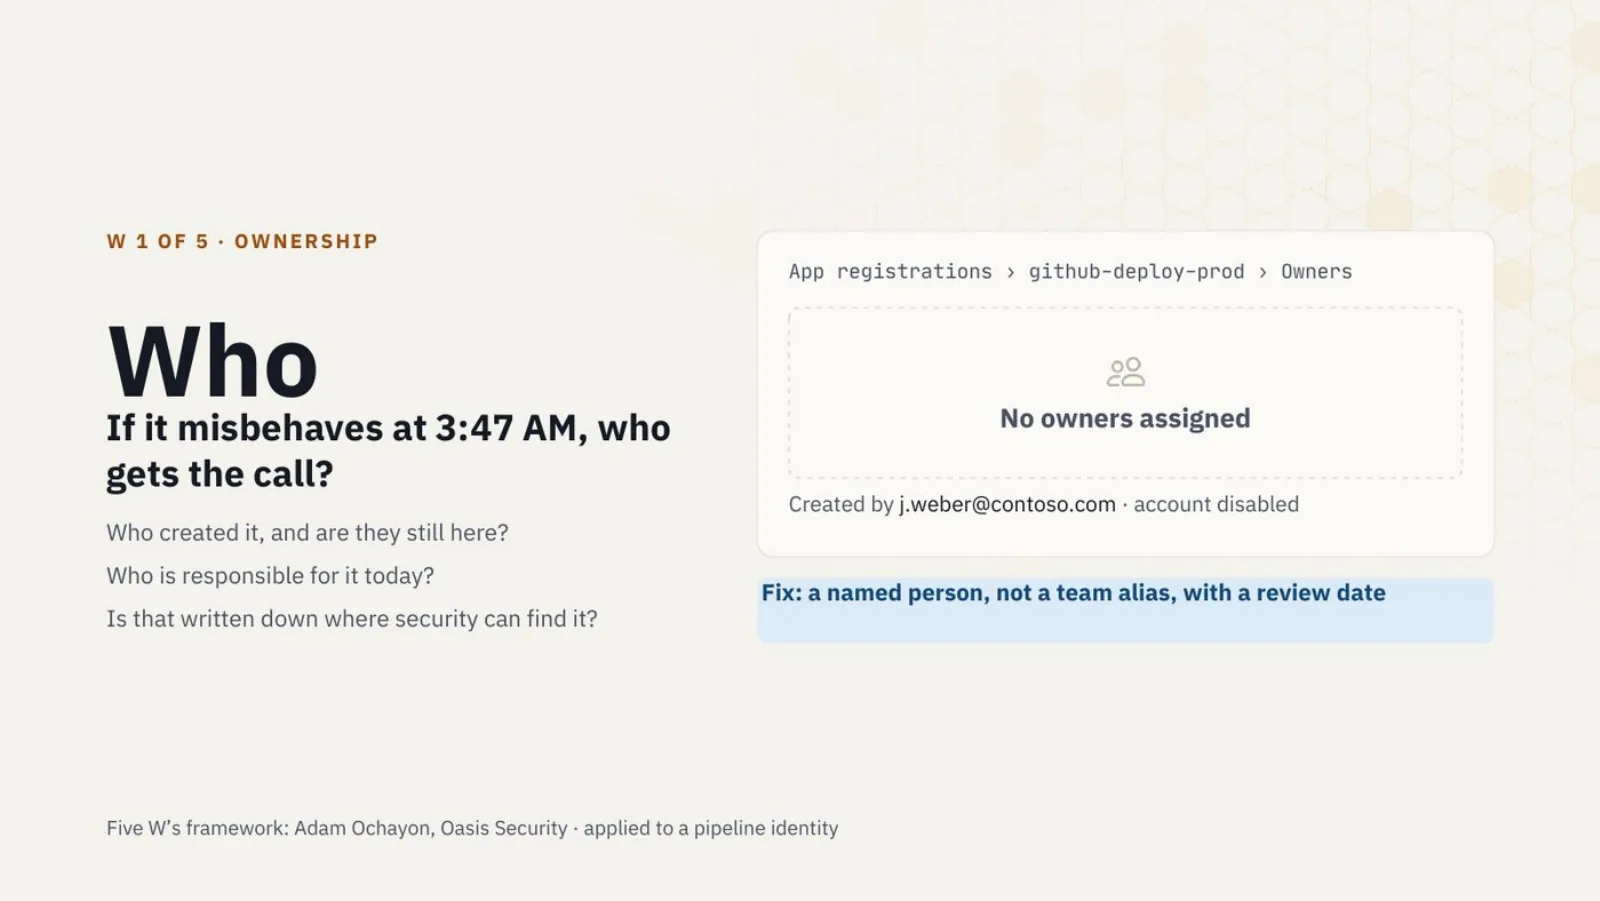 W 1 OF 5 · OWNERSHIP
Who
If it misbehaves at 3:47 AM, who
gets the call?
Who created it, and are they still here?
Who is responsible for it today?
Is that written down where security can find it?
App registrations › github-deploy-prod › Owners
No owners assigned
Created by j.weber@contoso.com · account disabled
Fix: a named person, not a team alias, with a review date
Five W’s framework: Adam Ochayon, Oasis Security · applied to a pipeline identity